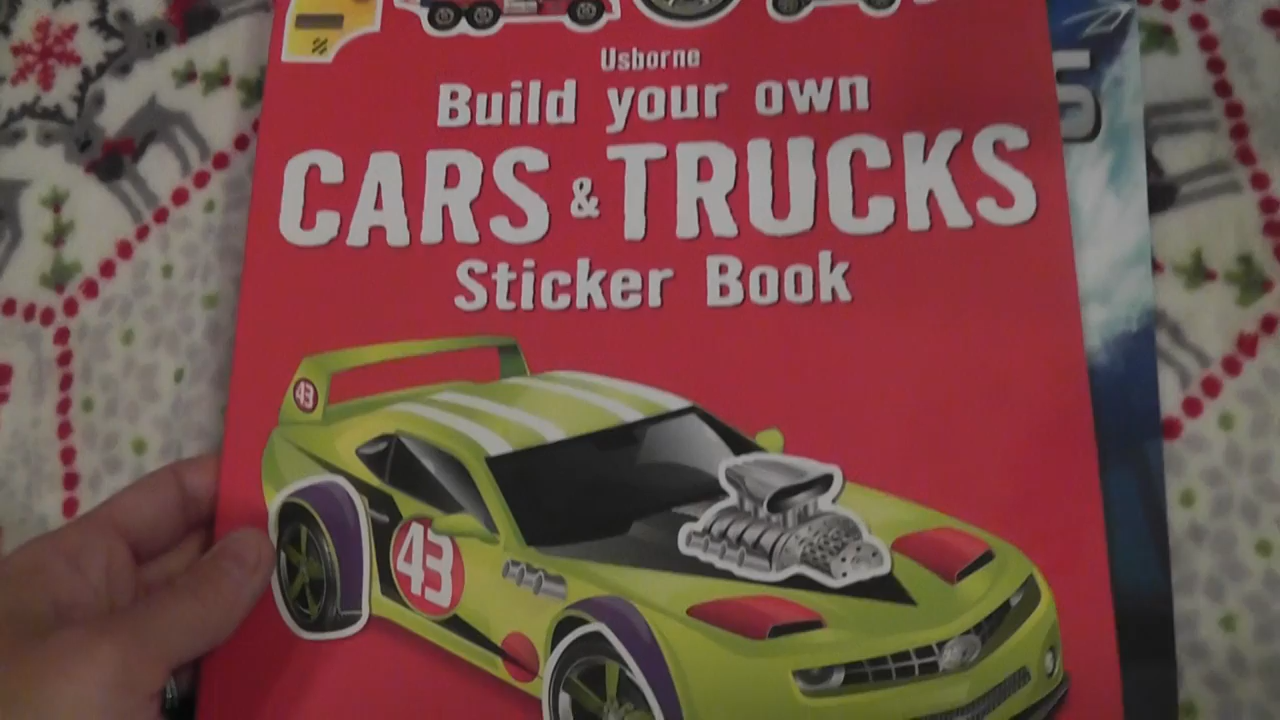 Usborne
Build your own
CARS & TRUCKS
Sticker Book
43
43